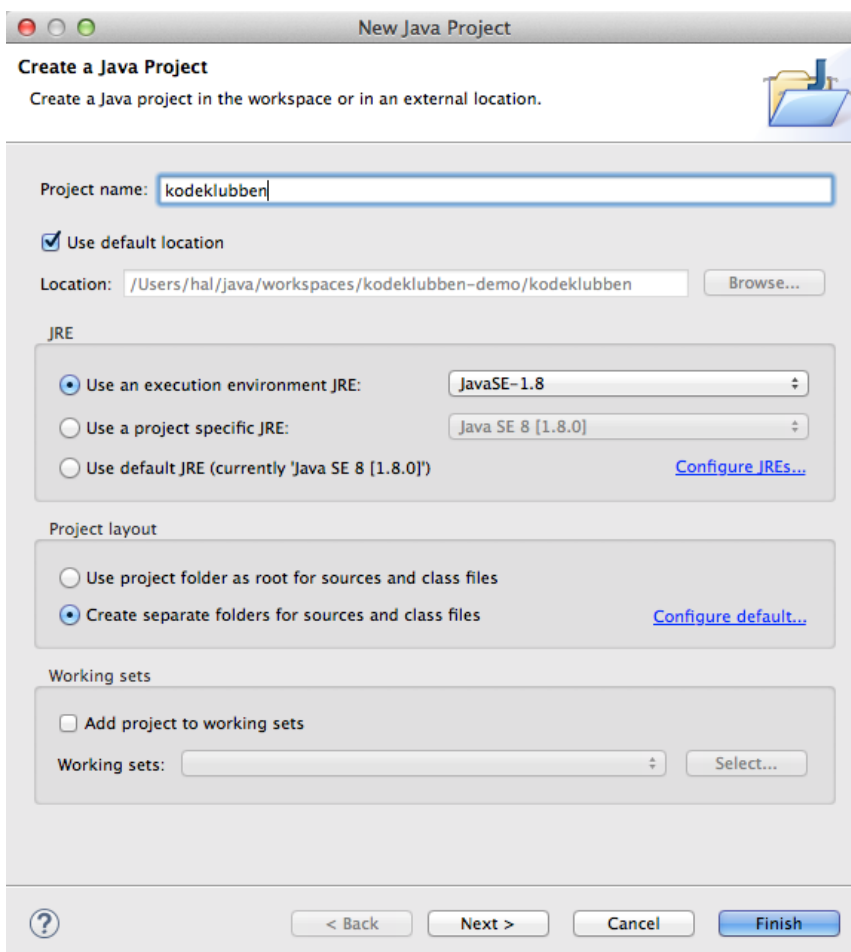 New Java Project
Create a Java Project
Create a Java project in the workspace or in an external location.
Project name: kodeklubben
Use default location
Location: /Users/hal/java/workspaces/kodeklubben-demo/kodeklubben Browse...
JRE
Use an execution environment JRE: JavaSE-1.8
Use a project specific JRE: Java SE 8 [1.8.0]
Use default JRE (currently 'Java SE 8 [1.8.0]') Configure JREs...
Project layout
Use project folder as root for sources and class files
Create separate folders for sources and class files Configure default...
Working sets
Add project to working sets
Working sets: Select...
? < Back Next > Cancel Finish